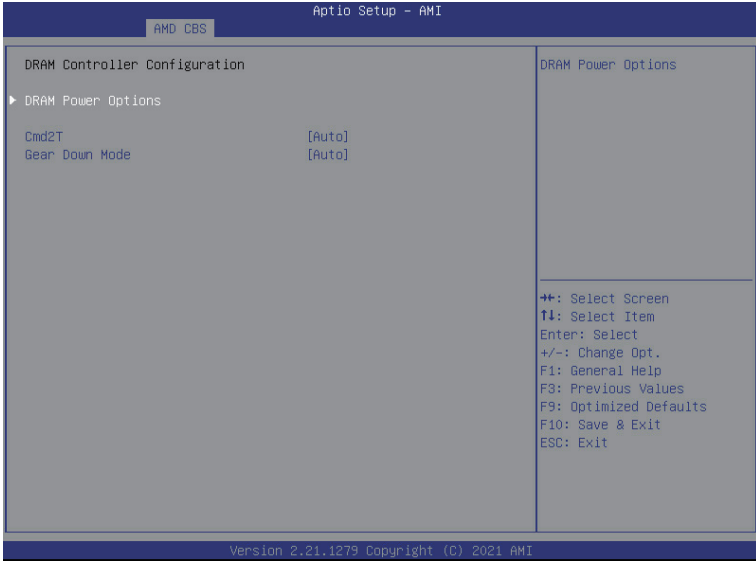 Aptio Setup – AMI
AMD CBS
DRAM Controller Configuration
DRAM Power Options
Cmd2T [Auto]
Gear Down Mode [Auto]
DRAM Power Options
→←: Select Screen
↑↓: Select Item
Enter: Select
+/-: Change Opt.
F1: General Help
F3: Previous Values
F9: Optimized Defaults
F10: Save & Exit
ESC: Exit
Version 2.21.1279 Copyright (C) 2021 AMI